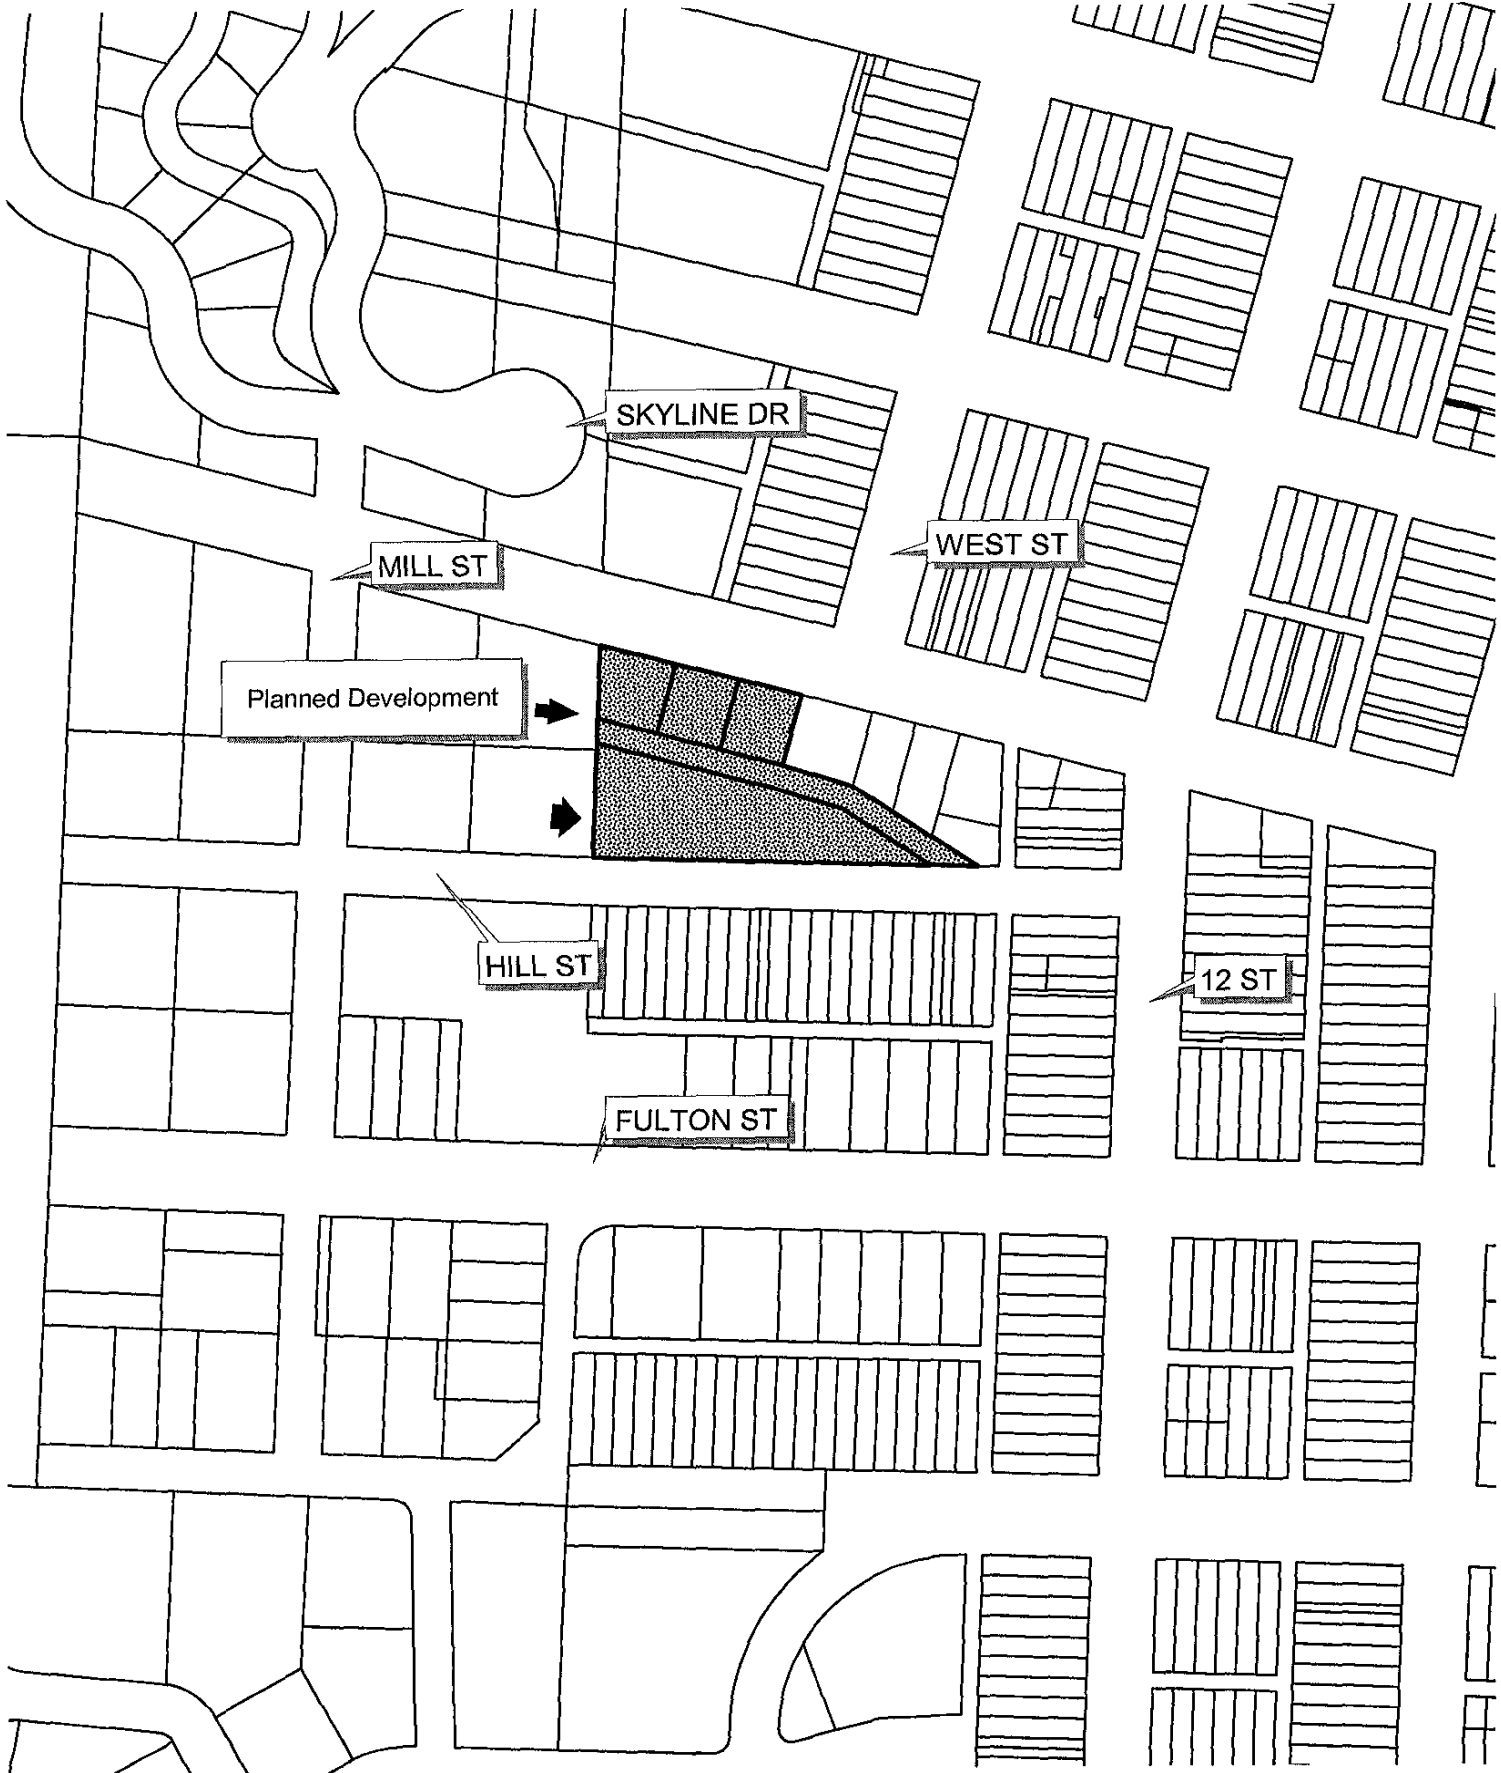 SKYLINE DR
WEST ST
MILL ST
Planned Development
HILL ST
12 ST
FULTON ST